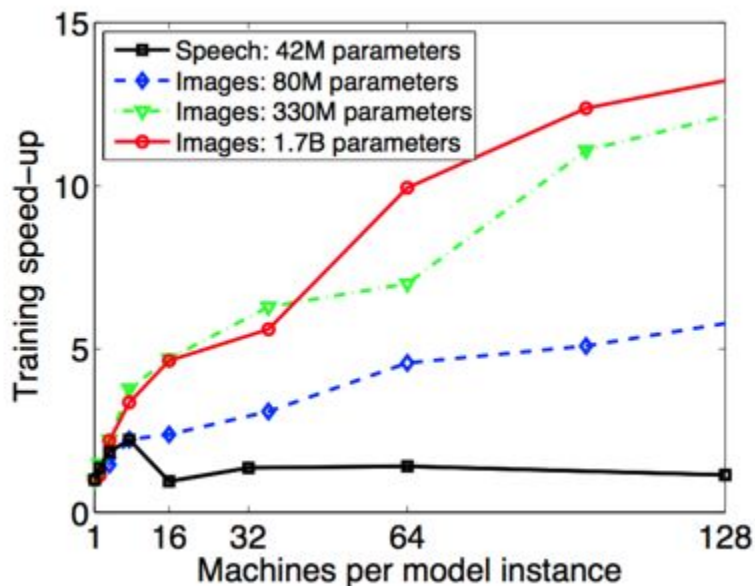 15
Speech: 42M parameters
Images: 80M parameters
Images: 330M parameters
Images: 1.7B parameters
10
Training speed-up
5
0
1 16 32 64 128
Machines per model instance